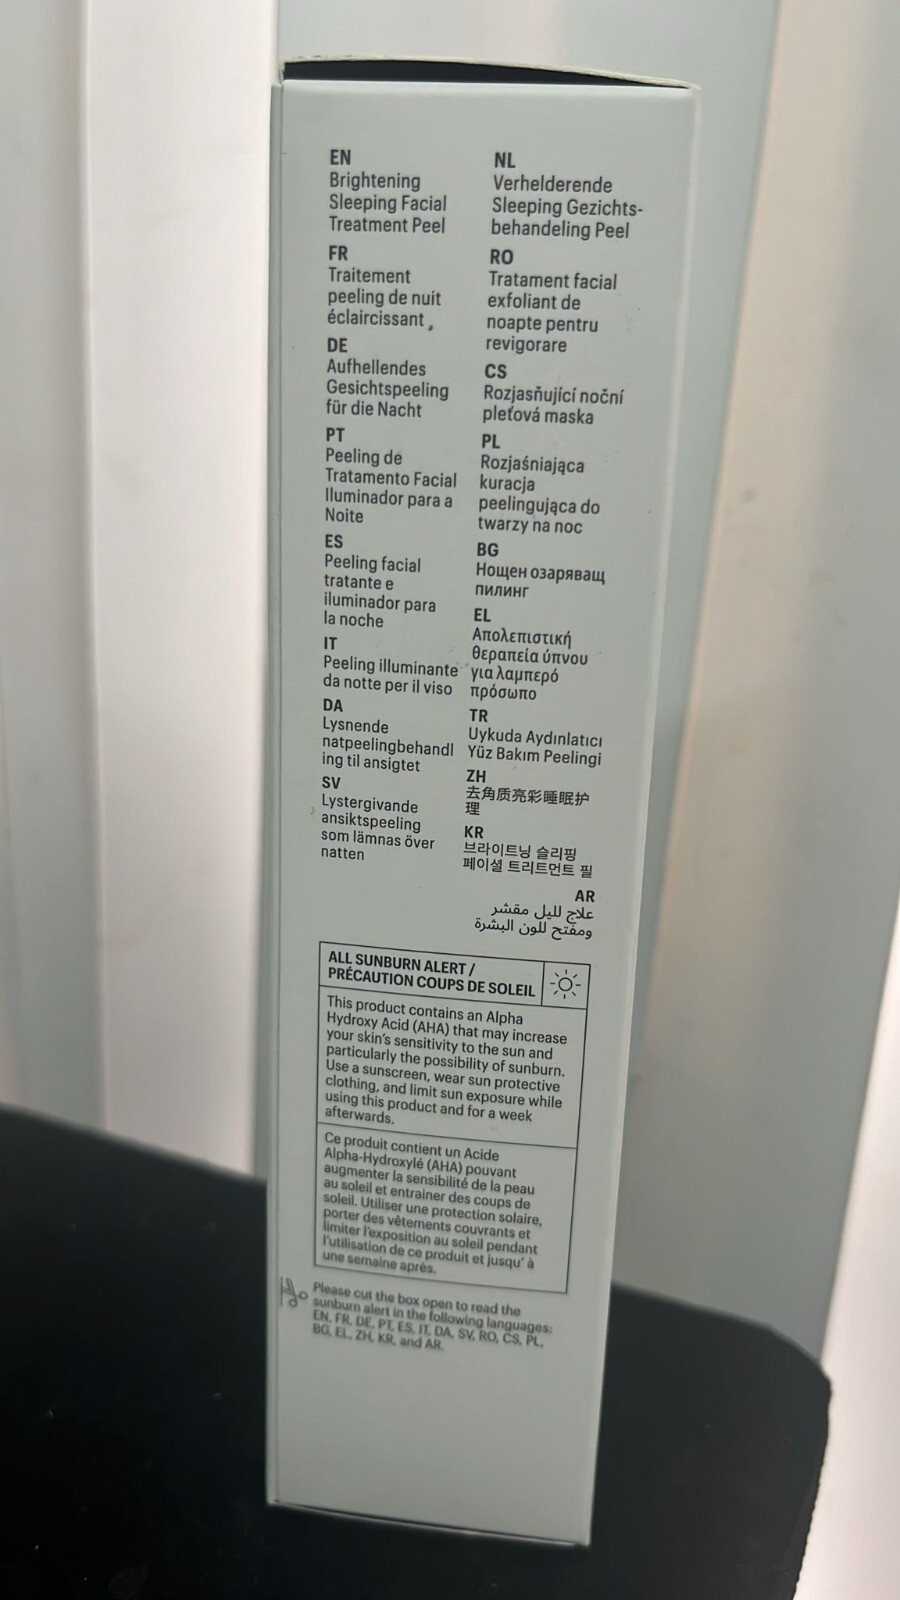 EN
Brightening
Sleeping Facial
Treatment Peel
FR
Traitement
peeling de nuit
éclaircissant
DE
Aufhellendes
Gesichtspeeling
für die Nacht
PT
Peeling de
Tratamento Facial
Iluminador para a
Noite
ES
Peeling facial
tratante e
iluminador para
la noche
IT
Peeling illuminante
da notte per il viso
DA
Lysnende
natpeelingbehandl
ing til ansigtet
SV
Lystergivande
ansiktspeeling
som lämnas över
natten
NL
Verhelderende
Sleeping Gezichts-
behandeling Peel
RO
Tratament facial
exfoliant de
noapte pentru
revigorare
CS
Rozjasňující noční
pleťová maska
PL
Rozjaśniająca
kuracja
peelingująca do
twarzy na noc
BG
Нощен озаряващ
пилинг
EL
Απολεπιστική
θεραπεία ύπνου
για λαμπερό
πρόσωπο
TR
Uykuda Aydınlatıcı
Yüz Bakım Peelingi
ZH
去角质亮彩睡眠护
理
KR
브라이트닝 슬리핑
페이셜 트리트먼트 필
AR
علاج لليل مقشر
ومفتح للون البشرة
ALL SUNBURN ALERT /
PRÉCAUTION COUPS DE SOLEIL
This product contains an Alpha
Hydroxy Acid (AHA) that may increase
your skin's sensitivity to the sun and
particularly the possibility of sunburn.
Use a sunscreen, wear sun protective
clothing, and limit sun exposure while
using this product and for a week
afterwards.
Ce produit contient un Acide
Alpha-Hydroxylé (AHA) pouvant
augmenter la sensibilité de la peau
au soleil et entrainer des coups de
soleil. Utiliser une protection solaire,
porter des vêtements couvrants et
limiter l'exposition au soleil pendant
l'utilisation de ce produit et jusqu' à
une semaine après.
Please cut the box open to read the
sunburn alert in the following languages:
EN, FR, DE, PT, ES, IT, DA, SV, RO, CS, PL,
BG, EL, ZH, KR, and AR.